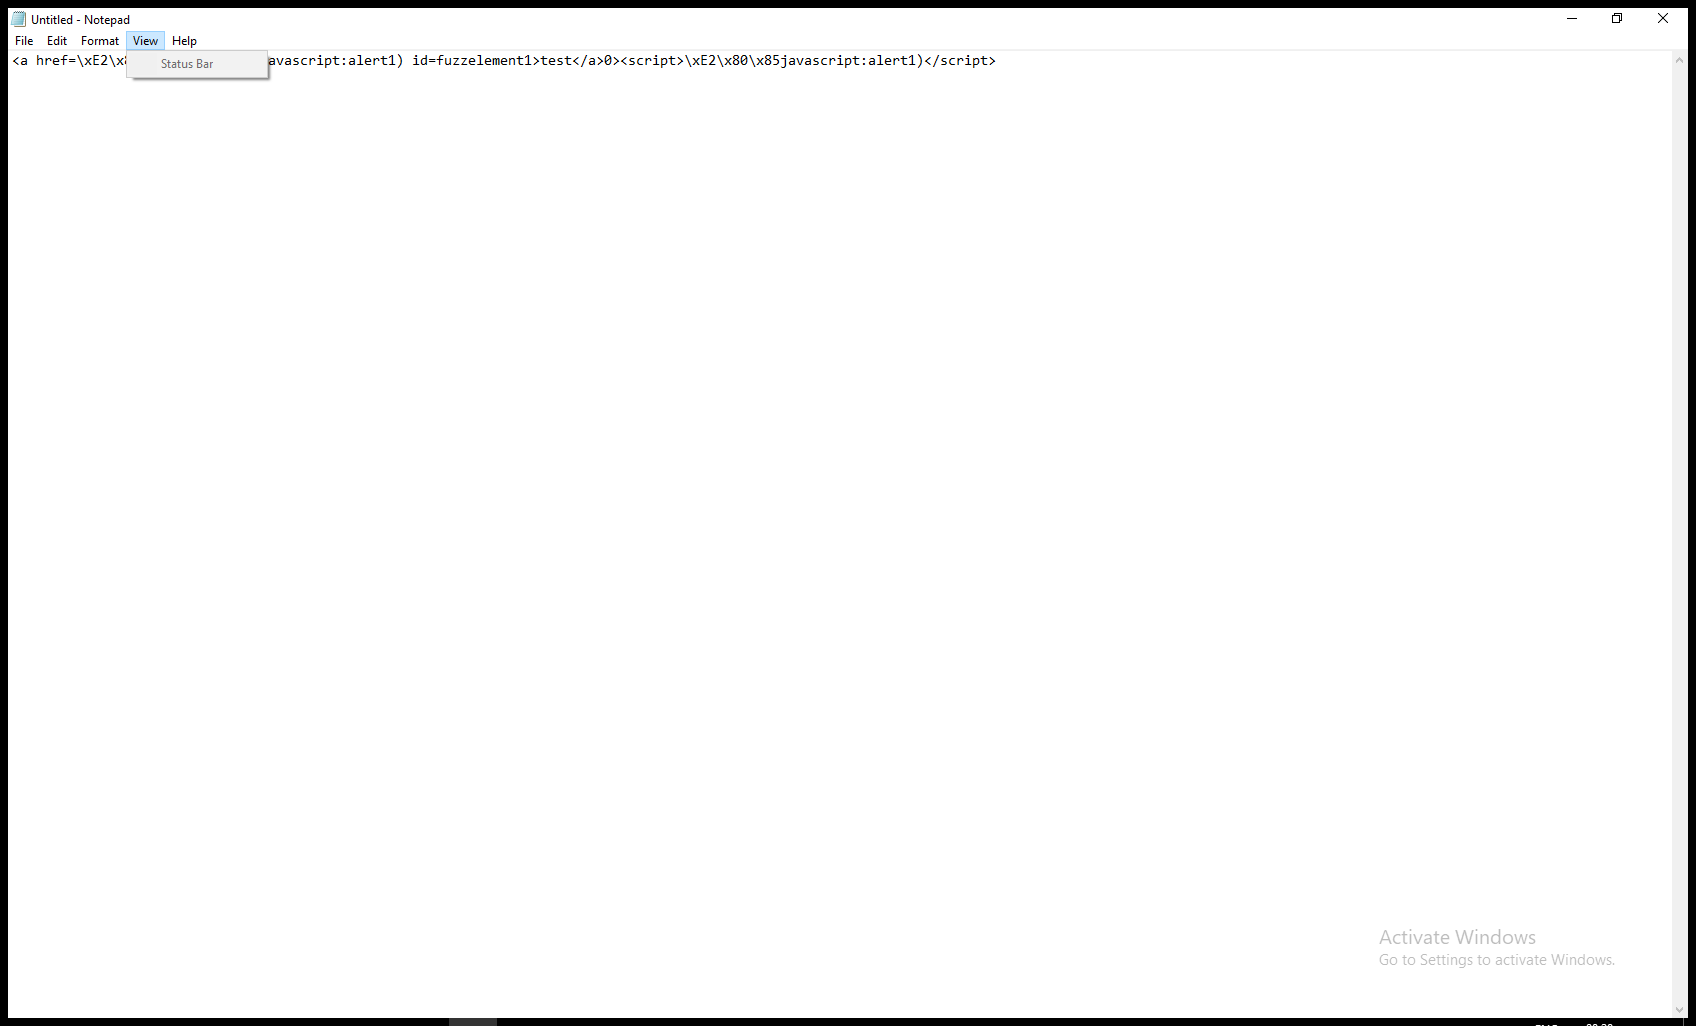 Untitled - Notepad
File Edit Format View Help
Status Bar
<a href=\xE2\x avascript:alert1) id=fuzzelement1>test</a>0><script>\xE2\x80\x85javascript:alert1)</script>
Activate Windows
Go to Settings to activate Windows.